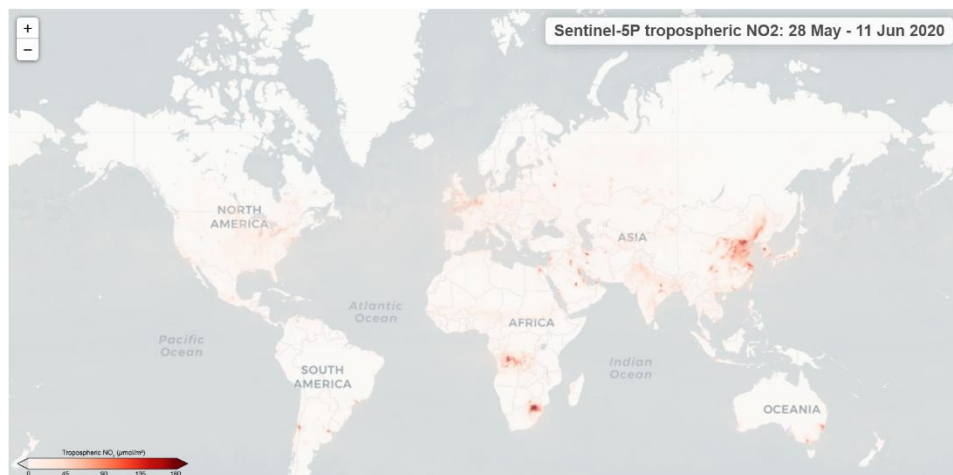 +
−
Sentinel-5P tropospheric NO2: 28 May - 11 Jun 2020
NORTH
AMERICA
ASIA
Atlantic
Ocean
AFRICA
Pacific
Ocean
Indian
Ocean
SOUTH
AMERICA
OCEANIA
Tropospheric NO₂ (μmol/m²)
0 45 90 135 180